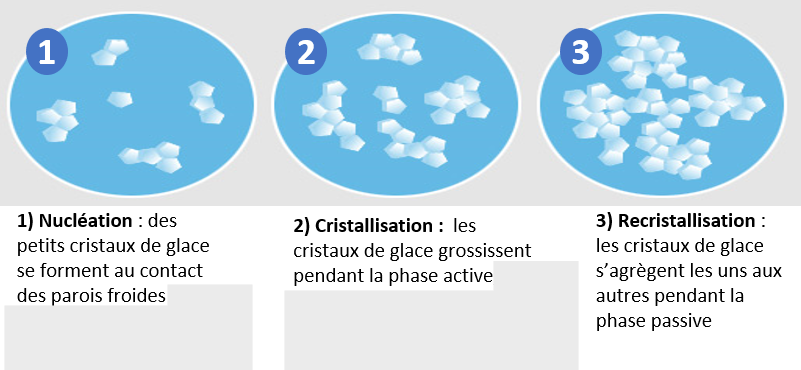 1
2
3
1) Nucléation : des
petits cristaux de glace
se forment au contact
des parois froides
2) Cristallisation : les
cristaux de glace grossissent
pendant la phase active
3) Recristallisation :
les cristaux de glace
s’agrègent les uns aux
autres pendant la
phase passive